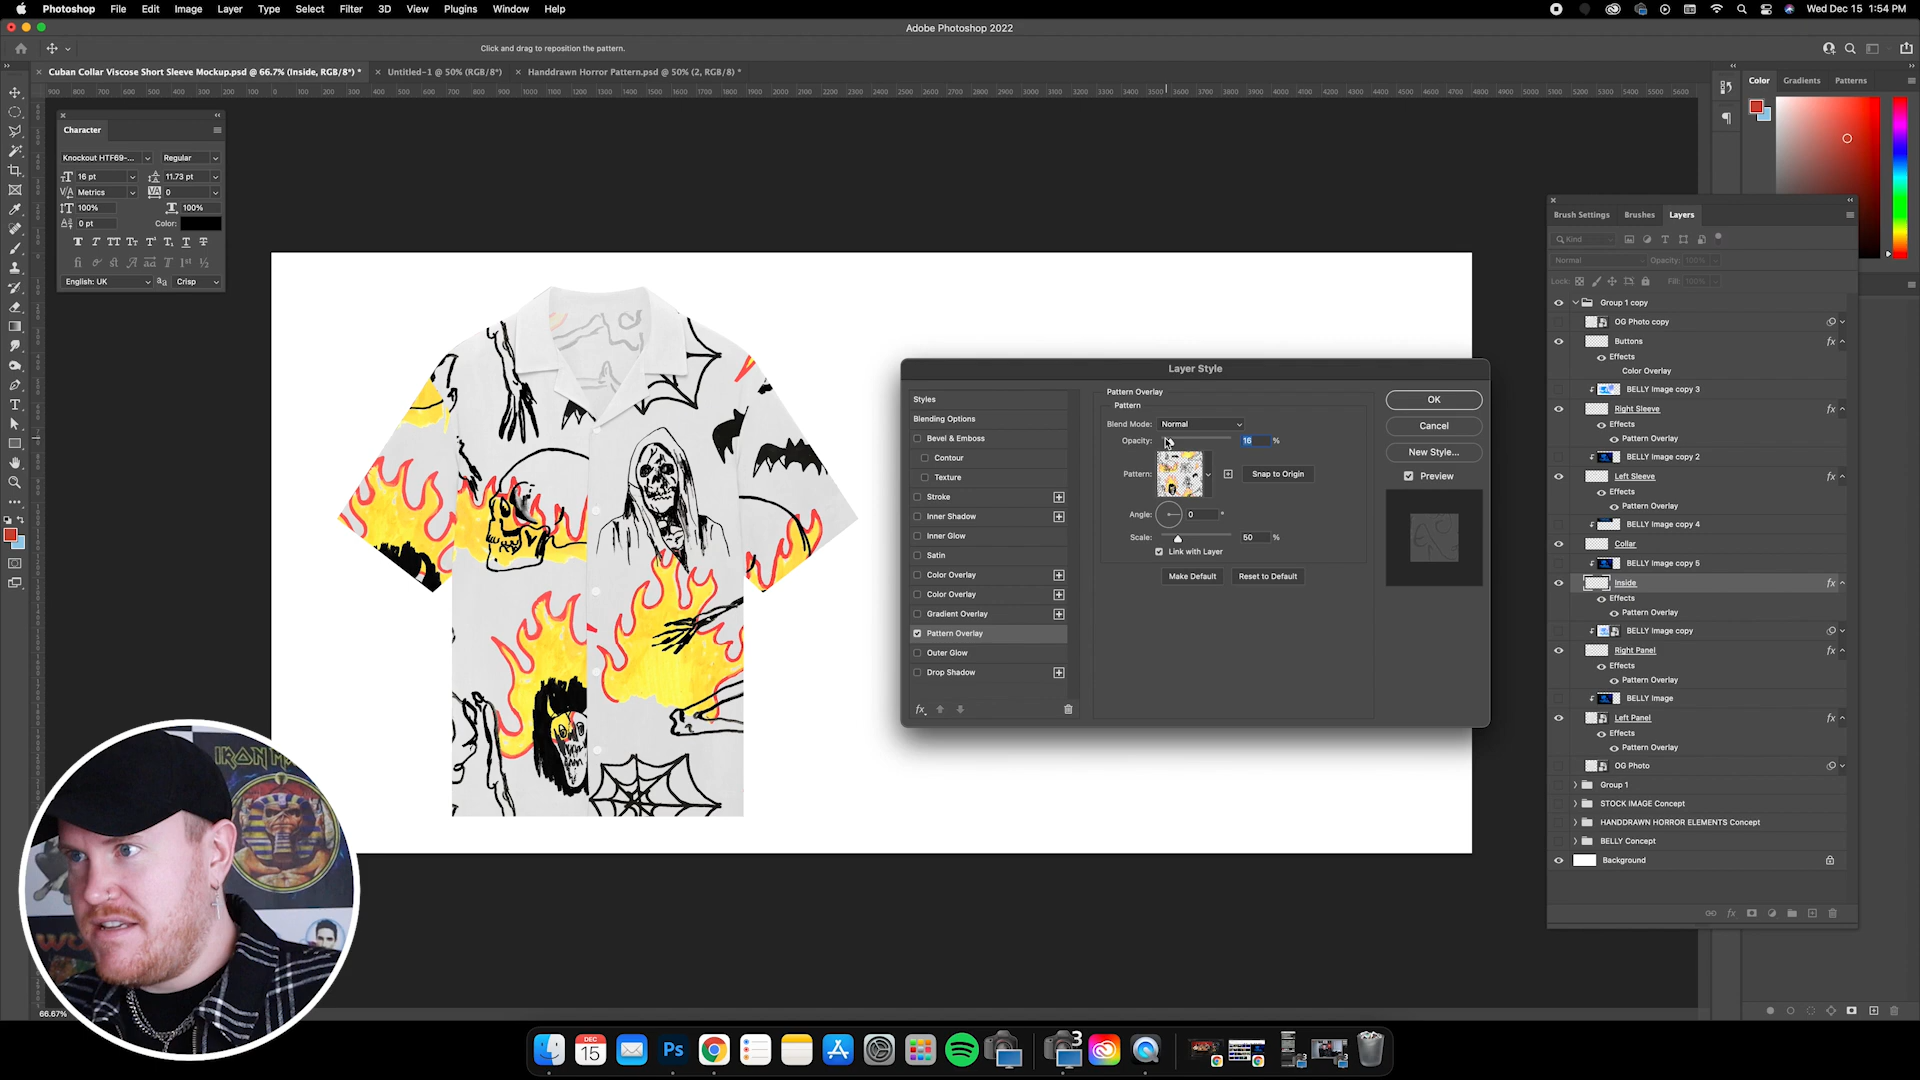 Photoshop File Edit Image Layer Type Select Filter 3D View Plugins Window Help
Wed Dec 15 1:54 PM
Adobe Photoshop 2022
Click and drag to reposition the pattern.
Cuban Collar Viscose Short Sleeve Mockup.psd @ 66.7% (Inside, RGB/8*) *
Untitled-1 @ 50% (RGB/8*)
Handdrawn Horror Pattern.psd @ 50% (2, RGB/8) *
Color Gradients Patterns
Character
Knockout HTF69-... Regular
16 pt 11.73 pt
Metrics 0
100% 100%
0 pt Color:
English: UK Crisp
Layer Style
Styles
Blending Options
Bevel & Emboss
Contour
Texture
Stroke
Inner Shadow
Inner Glow
Satin
Color Overlay
Color Overlay
Gradient Overlay
Pattern Overlay
Outer Glow
Drop Shadow
Pattern Overlay
Pattern
Blend Mode: Normal
Opacity: 16 %
Pattern: Snap to Origin
Angle: 0 °
Scale: 50 %
Link with Layer
Make Default Reset to Default
OK
Cancel
New Style...
Preview
Brush Settings Brushes Layers
Kind
Normal Opacity: 100%
Lock: Fill: 100%
Group 1 copy
OG Photo copy
Buttons
Effects
Color Overlay
BELLY Image copy 3
Right Sleeve
Effects
Pattern Overlay
BELLY Image copy 2
Left Sleeve
Effects
Pattern Overlay
BELLY Image copy 4
Collar
BELLY Image copy 5
Inside
Effects
Pattern Overlay
BELLY Image copy
Right Panel
Effects
Pattern Overlay
BELLY Image
Left Panel
Effects
Pattern Overlay
OG Photo
Group 1
STOCK IMAGE Concept
HANDDRAWN HORROR ELEMENTS Concept
BELLY Concept
Background
66.67%
IRON
DEC
15
Ps
3